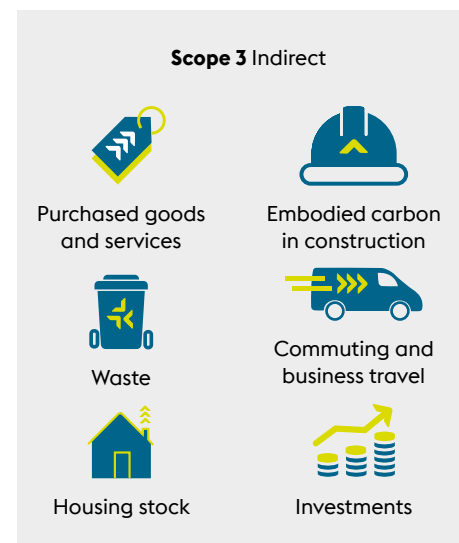 Scope 3 Indirect
Purchased goods
and services
Embodied carbon
in construction
Waste
Commuting and
business travel
Housing stock
Investments